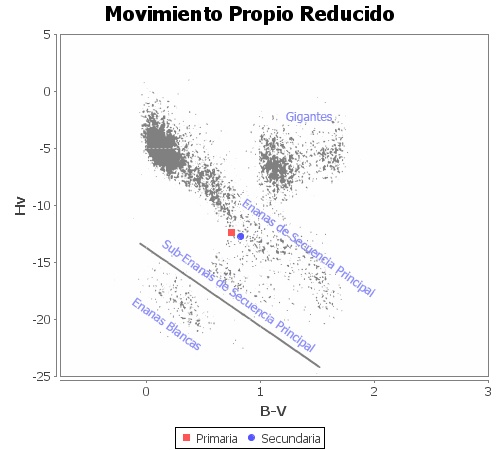 Movimiento Propio Reducido
5
0
-5
-10
-15
-20
-25
Hv
Gigantes
Enanas de Secuencia Principal
Sub-Enanas de Secuencia Principal
Enanas Blancas
0
1
2
3
B-V
Primaria
Secundaria